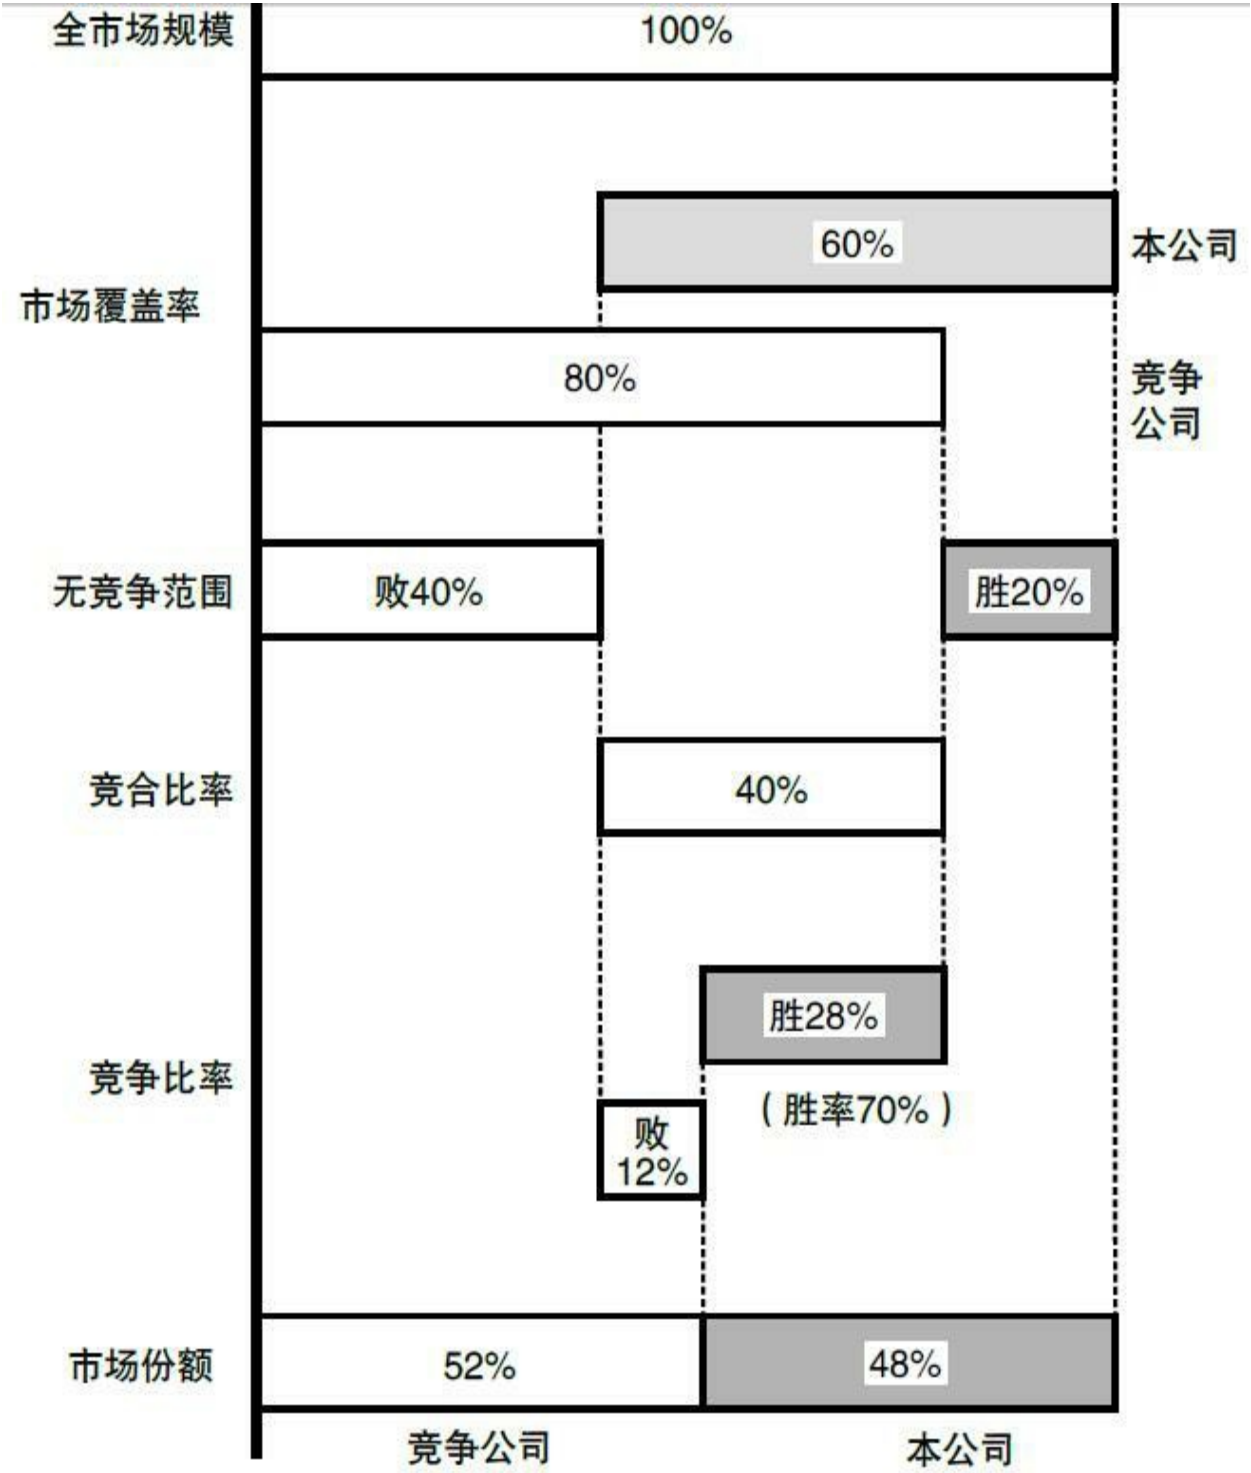 全市场规模
100%
60%
本公司
市场覆盖率
80%
竞争
公司
无竞争范围
败40%
胜20%
竞合比率
40%
胜28%
竞争比率
（胜率70%）
败
12%
市场份额
52%
48%
竞争公司
本公司